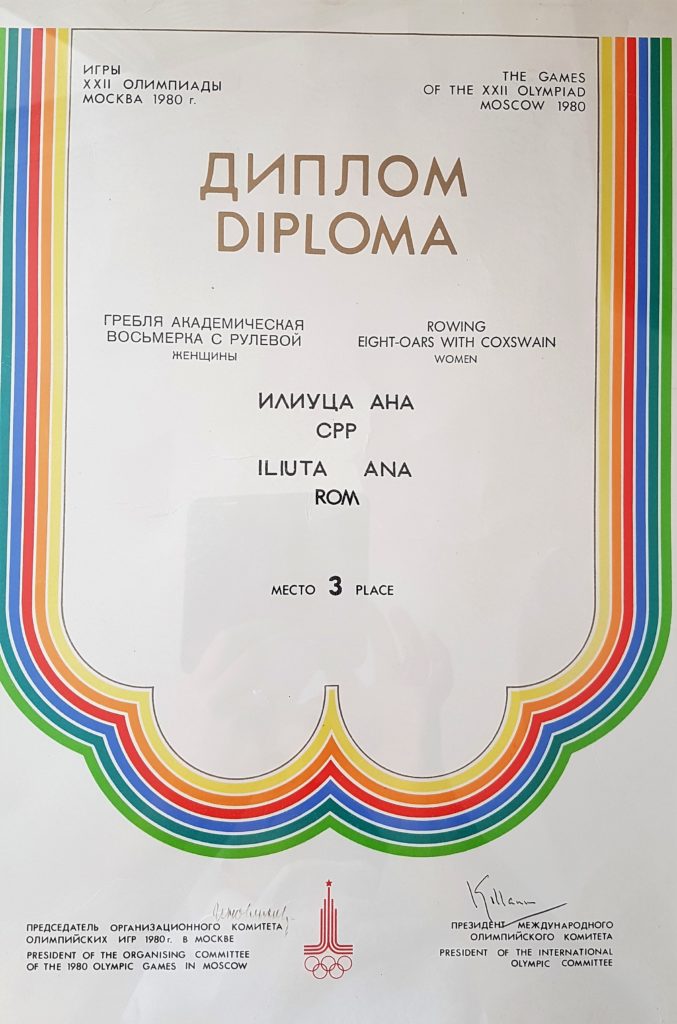 ИГРЫ
XXII ОЛИМПИАДЫ
МОСКВА 1980 г.
THE GAMES
OF THE XXII OLYMPIAD
MOSCOW 1980
ДИПЛОМ
DIPLOMA
ГРЕБЛЯ АКАДЕМИЧЕСКАЯ
ВОСЬМЕРКА С РУЛЕВОЙ
ЖЕНЩИНЫ
ROWING
EIGHT-OARS WITH COXSWAIN
WOMEN
ИЛИУЦА АНА
СРР
ILIUTA ANA
ROM
МЕСТО 3 PLACE
ПРЕДСЕДАТЕЛЬ ОРГАНИЗАЦИОННОГО КОМИТЕТА
ОЛИМПИЙСКИХ ИГР 1980 г. В МОСКВЕ
PRESIDENT OF THE ORGANISING COMMITTEE
OF THE 1980 OLYMPIC GAMES IN MOSCOW
ПРЕЗИДЕНТ МЕЖДУНАРОДНОГО
ОЛИМПИЙСКОГО КОМИТЕТА
PRESIDENT OF THE INTERNATIONAL
OLYMPIC COMMITTEE